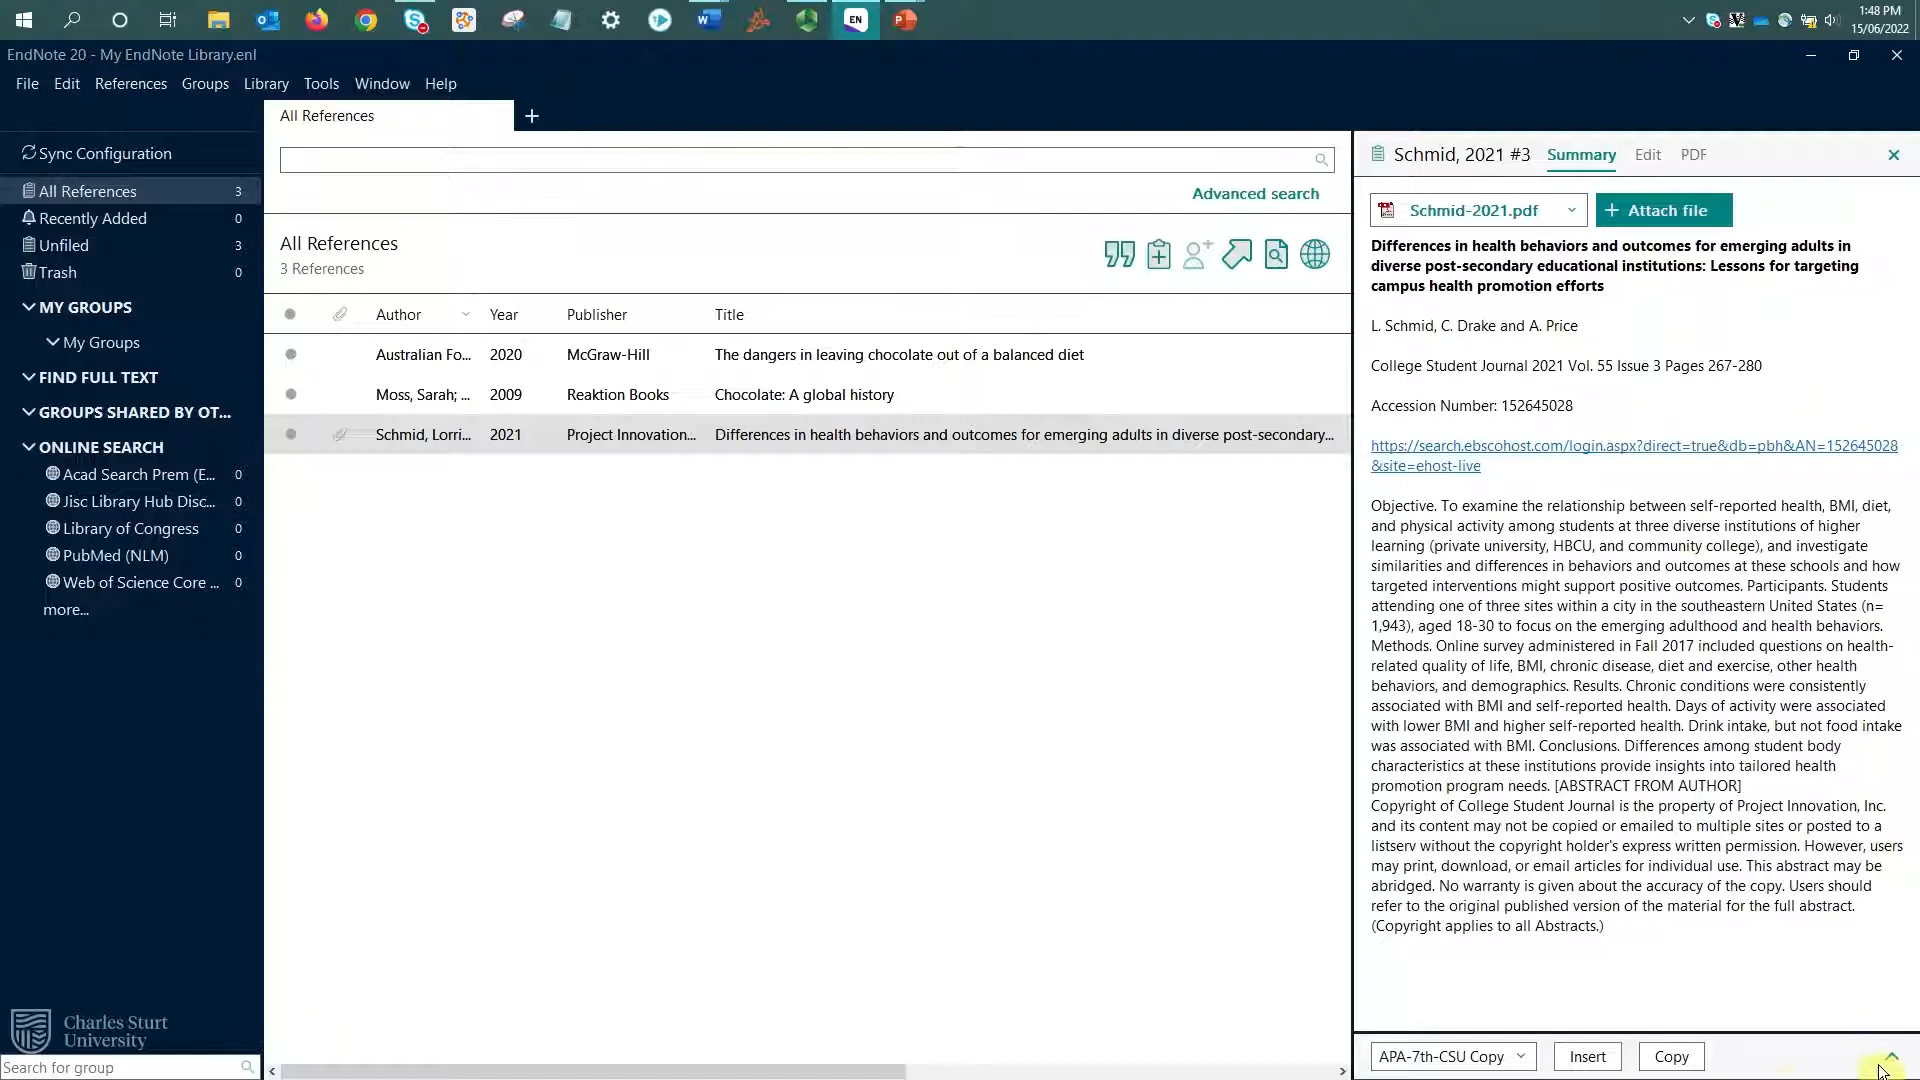 1:48 PM
15/06/2022
EN
EndNote 20 - My EndNote Library.enl
File Edit References Groups Library Tools Window Help
All References
Sync Configuration
All References 3
Recently Added 0
Unfiled 3
Trash 0
MY GROUPS
My Groups
FIND FULL TEXT
GROUPS SHARED BY OT...
ONLINE SEARCH
Acad Search Prem (E... 0
Jisc Library Hub Disc... 0
Library of Congress 0
PubMed (NLM) 0
Web of Science Core ... 0
more...
Charles Sturt
University
Search for group
Advanced search
All References
3 References
Author Year Publisher Title
Australian Fo... 2020 McGraw-Hill The dangers in leaving chocolate out of a balanced diet
Moss, Sarah; ... 2009 Reaktion Books Chocolate: A global history
Schmid, Lorri... 2021 Project Innovation... Differences in health behaviors and outcomes for emerging adults in diverse post-secondary...
Schmid, 2021 #3 Summary Edit PDF
Schmid-2021.pdf + Attach file
Differences in health behaviors and outcomes for emerging adults in
diverse post-secondary educational institutions: Lessons for targeting
campus health promotion efforts
L. Schmid, C. Drake and A. Price
College Student Journal 2021 Vol. 55 Issue 3 Pages 267-280
Accession Number: 152645028
https://search.ebscohost.com/login.aspx?direct=true&db=pbh&AN=152645028
&site=ehost-live
Objective. To examine the relationship between self-reported health, BMI, diet,
and physical activity among students at three diverse institutions of higher
learning (private university, HBCU, and community college), and investigate
similarities and differences in behaviors and outcomes at these schools and how
targeted interventions might support positive outcomes. Participants. Students
attending one of three sites within a city in the southeastern United States (n=
1,943), aged 18-30 to focus on the emerging adulthood and health behaviors.
Methods. Online survey administered in Fall 2017 included questions on health-
related quality of life, BMI, chronic disease, diet and exercise, other health
behaviors, and demographics. Results. Chronic conditions were consistently
associated with BMI and self-reported health. Days of activity were associated
with lower BMI and higher self-reported health. Drink intake, but not food intake
was associated with BMI. Conclusions. Differences among student body
characteristics at these institutions provide insights into tailored health
promotion program needs. [ABSTRACT FROM AUTHOR]
Copyright of College Student Journal is the property of Project Innovation, Inc.
and its content may not be copied or emailed to multiple sites or posted to a
listserv without the copyright holder's express written permission. However, users
may print, download, or email articles for individual use. This abstract may be
abridged. No warranty is given about the accuracy of the copy. Users should
refer to the original published version of the material for the full abstract.
(Copyright applies to all Abstracts.)
APA-7th-CSU Copy Insert Copy